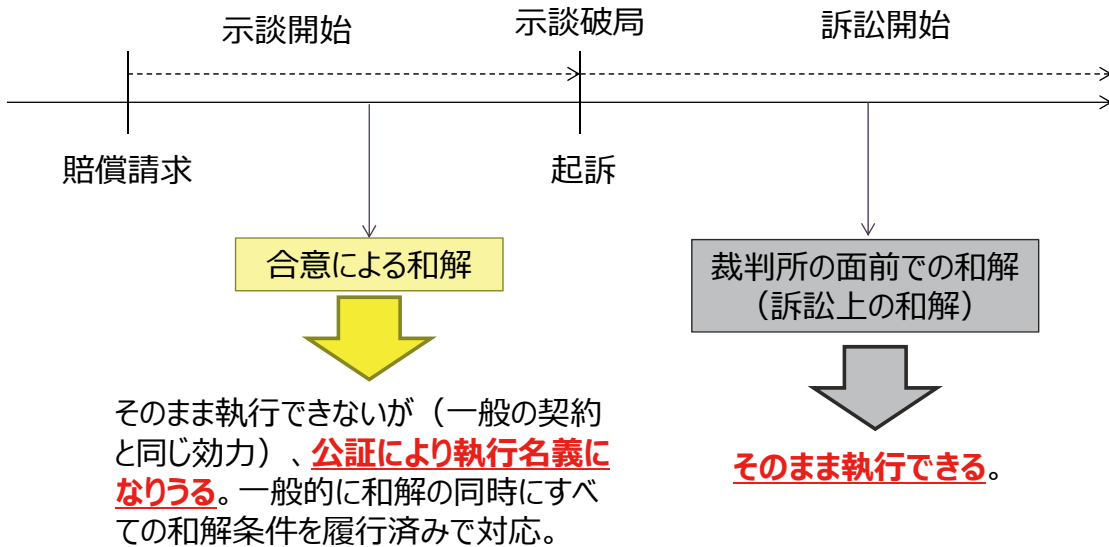 示談開始
示談破局
訴訟開始
賠償請求
起訴
合意による和解
裁判所の面前での和解
（訴訟上の和解）
そのまま執行できないが（一般の契約
と同じ効力）、公証により執行名義に
なりうる。一般的に和解の同時にすべ
ての和解条件を履行済みで対応。
そのまま執行できる。